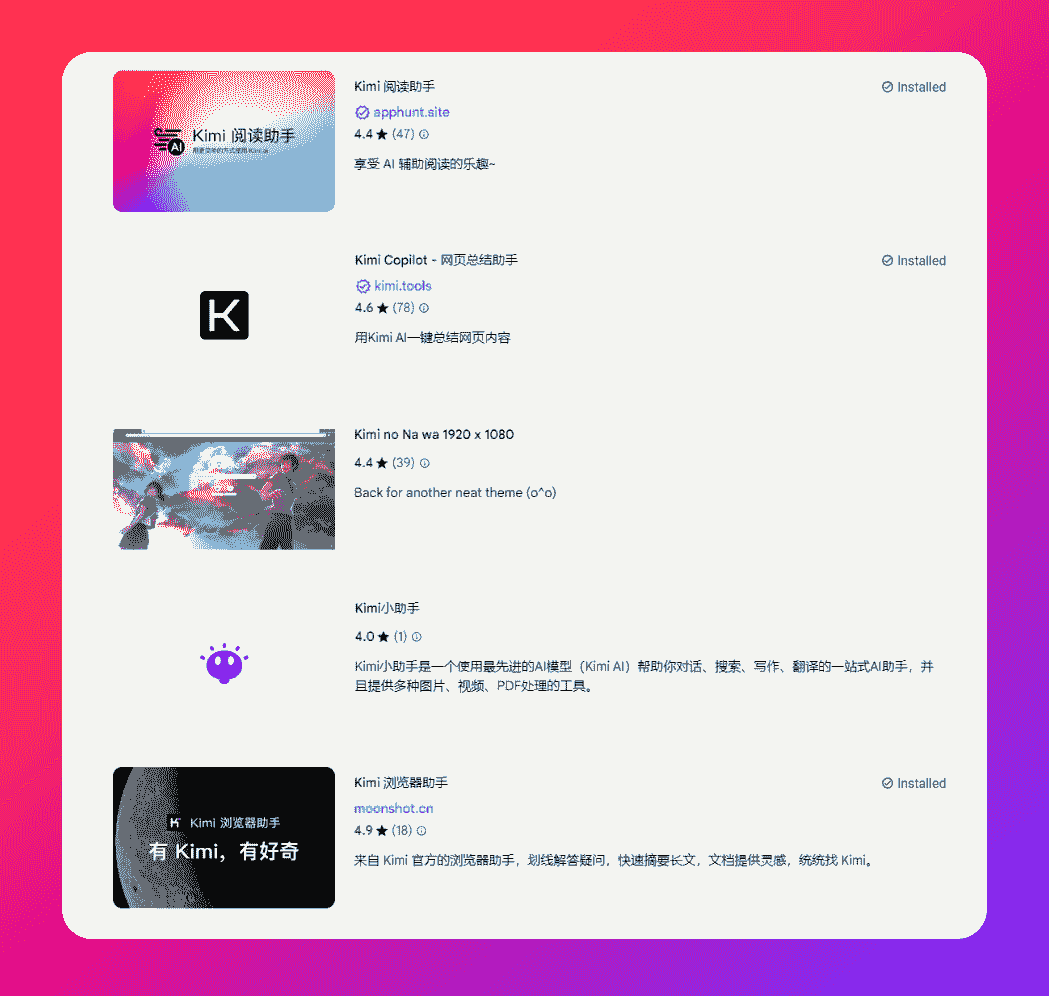 Kimi 阅读助手
Kimi 阅读助手
Installed
apphunt.site
4.4 ★ (47)
享受 AI 辅助阅读的乐趣~
Kimi Copilot - 网页总结助手
Installed
kimi.tools
4.6 ★ (78)
用Kimi AI一键总结网页内容
Kimi no Na wa 1920 x 1080
4.4 ★ (39)
Back for another neat theme (o^o)
Kimi小助手
4.0 ★ (1)
Kimi小助手是一个使用最先进的AI模型（Kimi AI）帮助你对话、搜索、写作、翻译的一站式AI助手，并
且提供多种图片、视频、PDF处理的工具。
Kimi 浏览器助手
有 Kimi，有好奇
Kimi 浏览器助手
Installed
moonshot.cn
4.9 ★ (18)
来自 Kimi 官方的浏览器助手，划线解答疑问，快速摘要长文，文档提供灵感，统统找 Kimi。